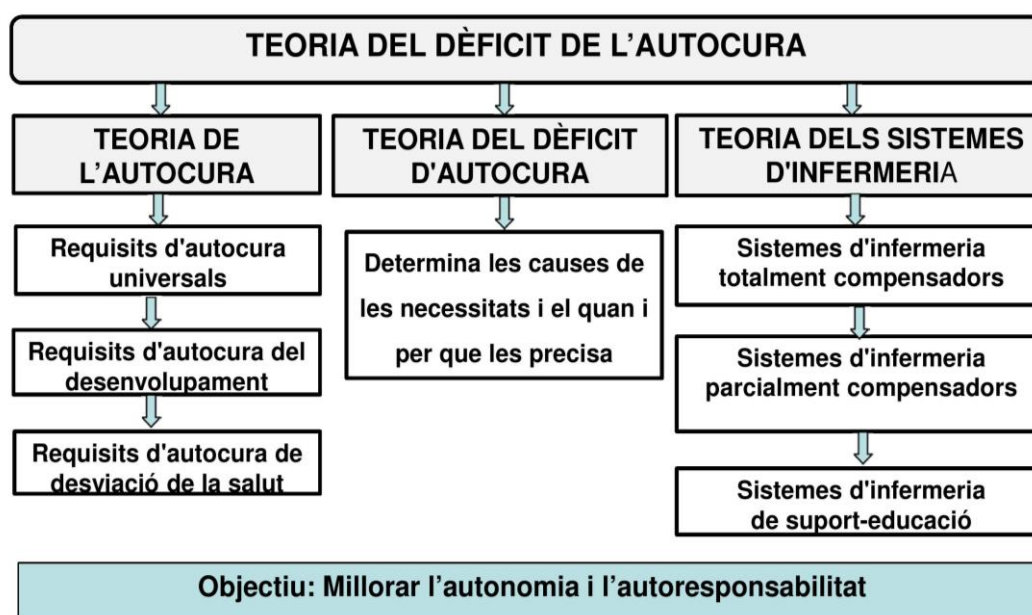 TEORIA DEL DÈFICIT DE L’AUTOCURA
TEORIA DE
L’AUTOCURA
Requisits d'autocura
universals
Requisits d'autocura del
desenvolupament
Requisits d'autocura de
desviació de la salut
TEORIA DEL DÈFICIT
D'AUTOCURA
Determina les causes de
les necessitats i el quan i
per que les precisa
TEORIA DELS SISTEMES
D'INFERMERIA
Sistemes d'infermeria
totalment compensadors
Sistemes d'infermeria
parcialment compensadors
Sistemes d'infermeria
de suport-educació
Objectiu: Millorar l’autonomia i l’autoresponsabilitat